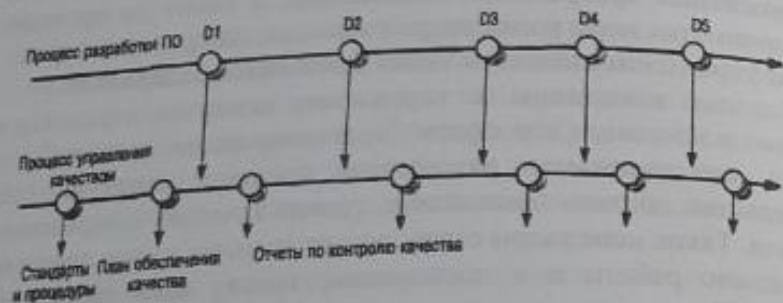 D1 D2 D3 D4 D5
Процесс разработки ПО
Процесс управления
качеством
Стандарты План обеспечения Отчеты по контролю качества
и процедуры качества